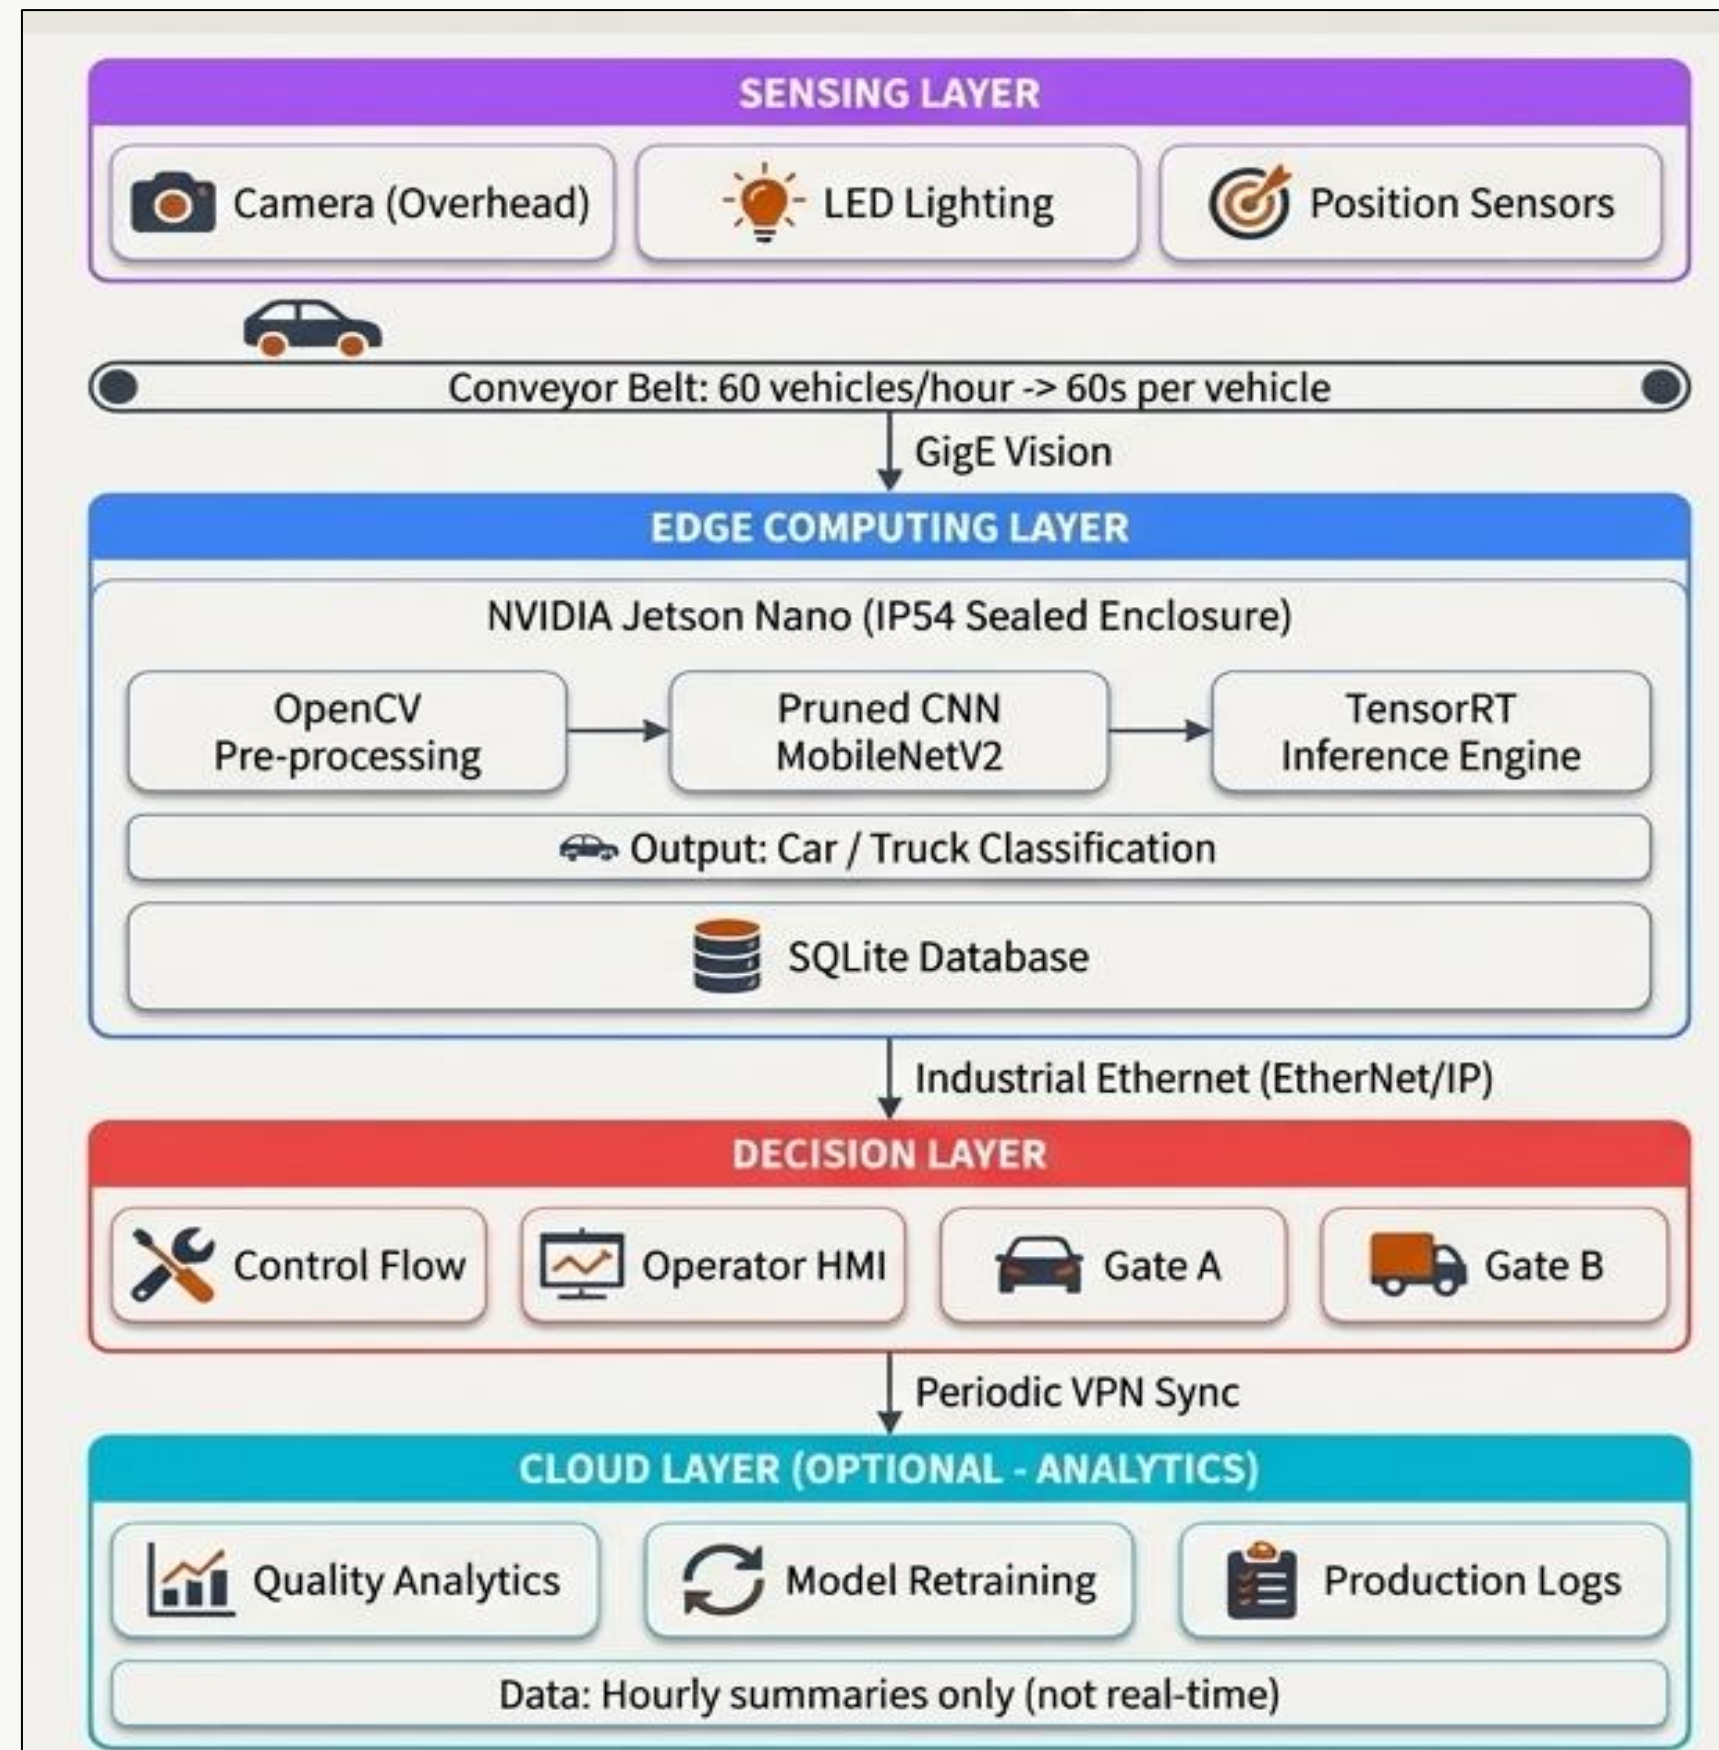 SENSING LAYER
Camera (Overhead)
LED Lighting
Position Sensors
Conveyor Belt: 60 vehicles/hour -> 60s per vehicle
GigE Vision
EDGE COMPUTING LAYER
NVIDIA Jetson Nano (IP54 Sealed Enclosure)
OpenCV
Pre-processing
Pruned CNN
MobileNetV2
TensorRT
Inference Engine
Output: Car / Truck Classification
SQLite Database
Industrial Ethernet (EtherNet/IP)
DECISION LAYER
Control Flow
Operator HMI
Gate A
Gate B
Periodic VPN Sync
CLOUD LAYER (OPTIONAL - ANALYTICS)
Quality Analytics
Model Retraining
Production Logs
Data: Hourly summaries only (not real-time)